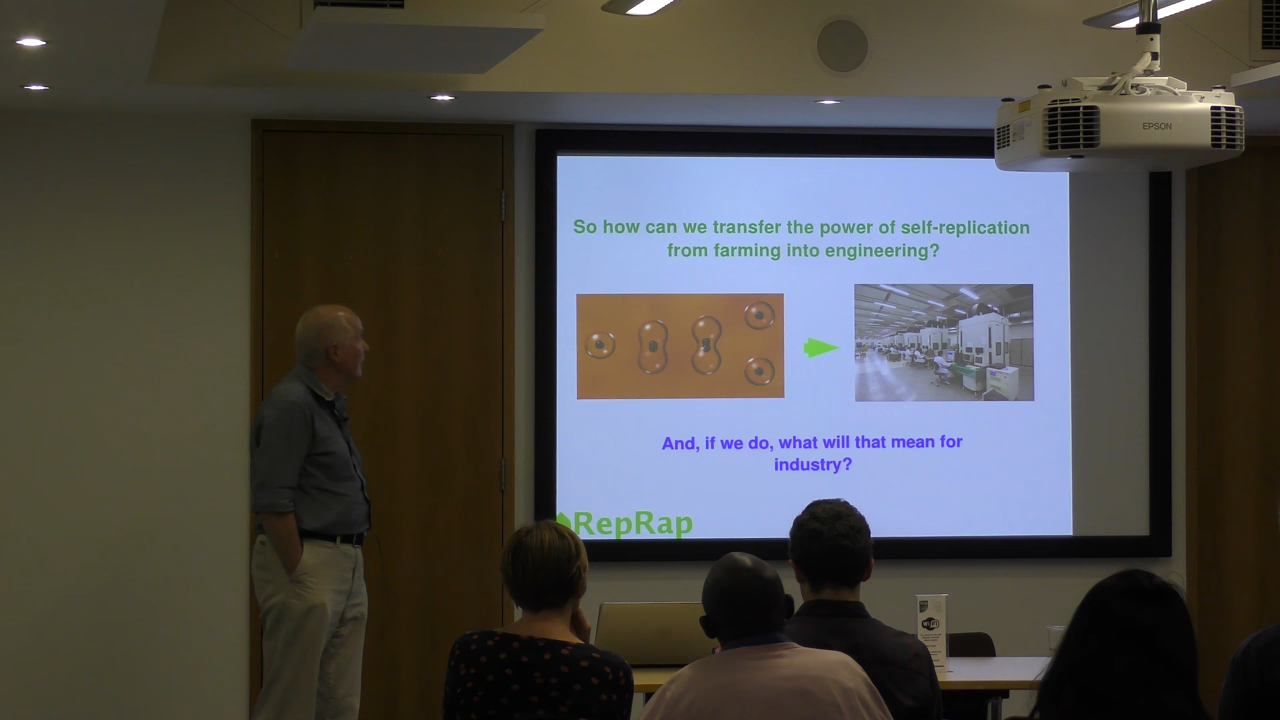 EPSON
So how can we transfer the power of self-replication
from farming into engineering?
And, if we do, what will that mean for
industry?
RepRap
WiFi